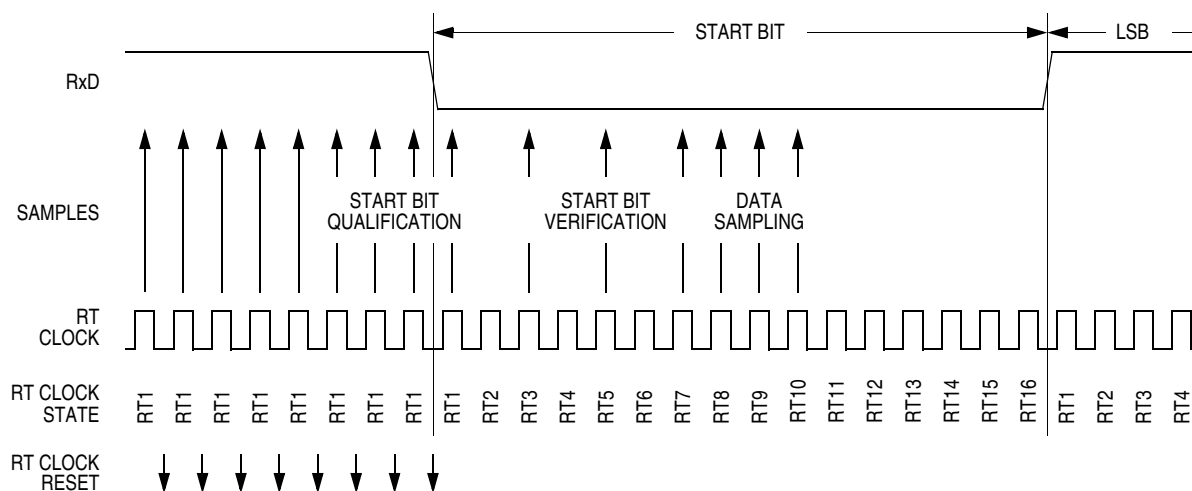 START BIT
LSB
RxD
SAMPLES
START BIT
QUALIFICATION
START BIT
VERIFICATION
DATA
SAMPLING
RT
CLOCK
RT CLOCK
STATE
RT1 RT1 RT1 RT1 RT1 RT1 RT1 RT1 RT1 RT2 RT3 RT4 RT5 RT6 RT7 RT8 RT9 RT10 RT11 RT12 RT13 RT14 RT15 RT16 RT1 RT2 RT3 RT4
RT CLOCK
RESET